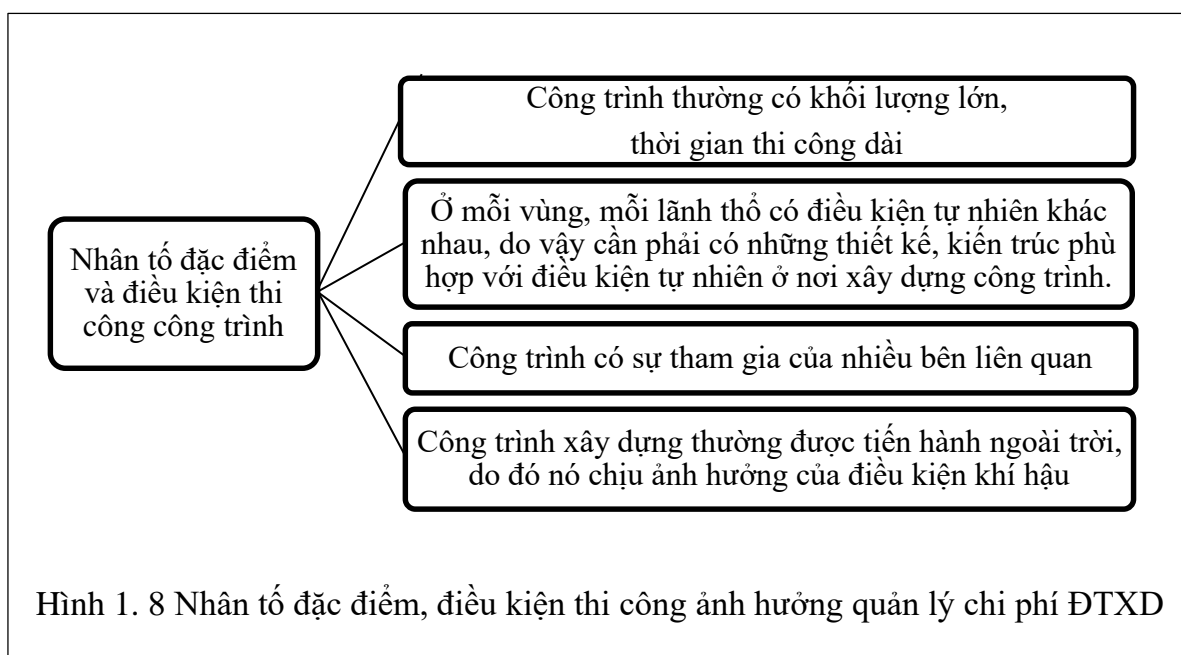 Công trình thường có khối lượng lớn,
thời gian thi công dài
Nhân tố đặc điểm
và điều kiện thi
công công trình
Ở mỗi vùng, mỗi lãnh thổ có điều kiện tự nhiên khác
nhau, do vậy cần phải có những thiết kế, kiến trúc phù
hợp với điều kiện tự nhiên ở nơi xây dựng công trình.
Công trình có sự tham gia của nhiều bên liên quan
Công trình xây dựng thường được tiến hành ngoài trời,
do đó nó chịu ảnh hưởng của điều kiện khí hậu
Hình 1. 8 Nhân tố đặc điểm, điều kiện thi công ảnh hưởng quản lý chi phí ĐTXD